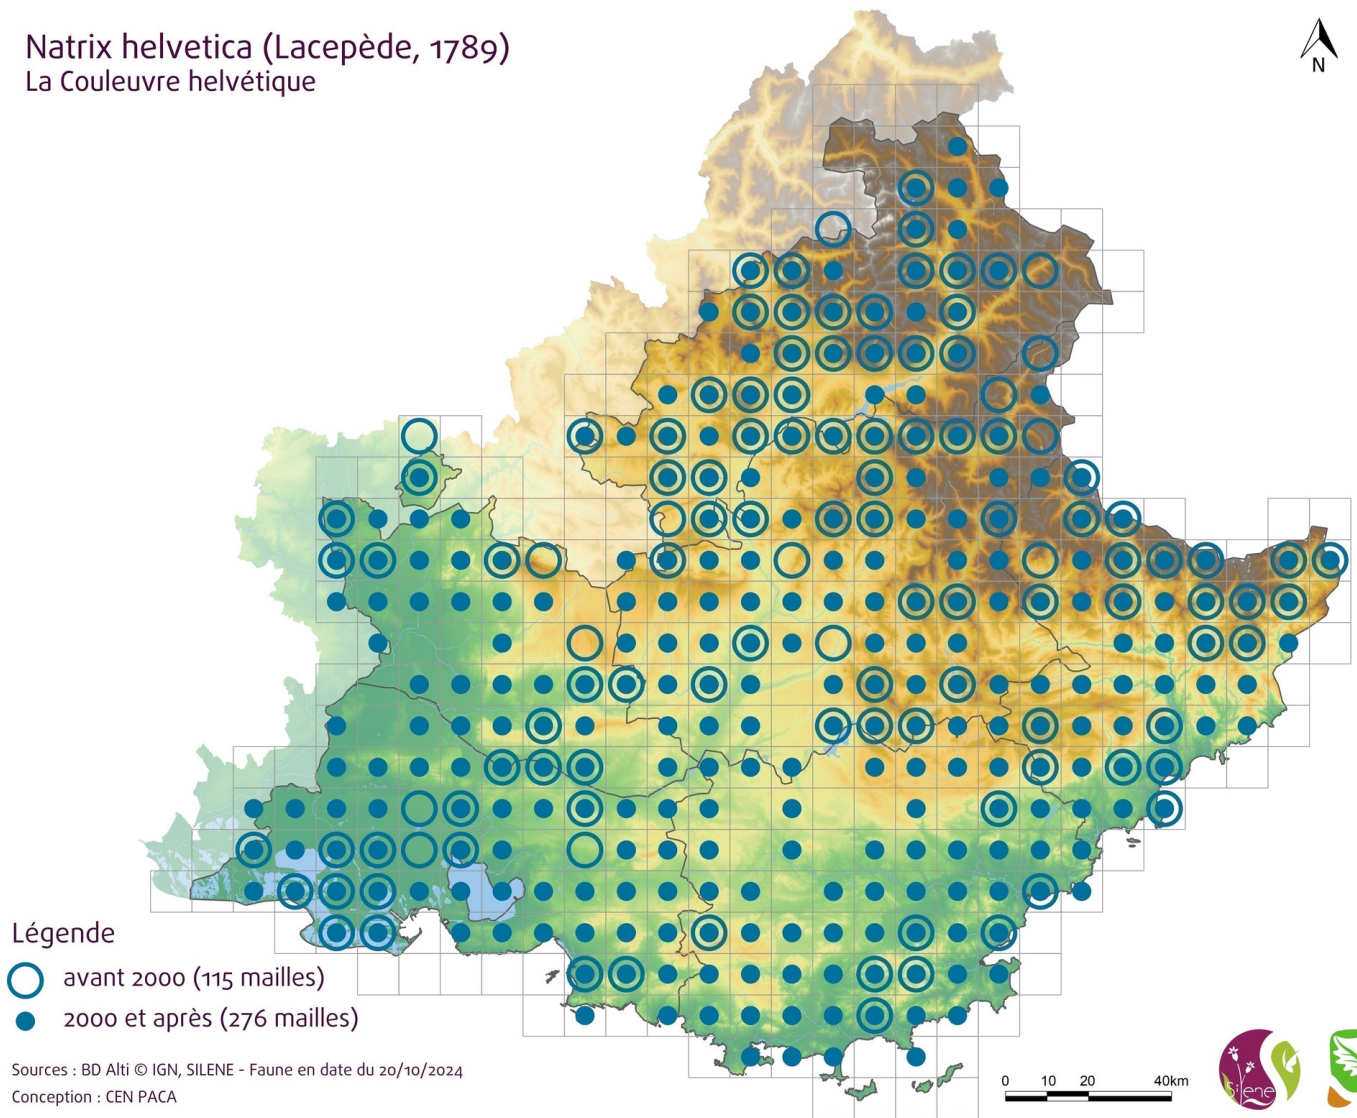 Natrix helvetica (Lacepède, 1789)
La Couleuvre helvétique
N
Légende
avant 2000 (115 mailles)
2000 et après (276 mailles)
Sources : BD Alti © IGN, SILENE - Faune en date du 20/10/2024
Conception : CEN PACA
0 10 20 40km
Silene